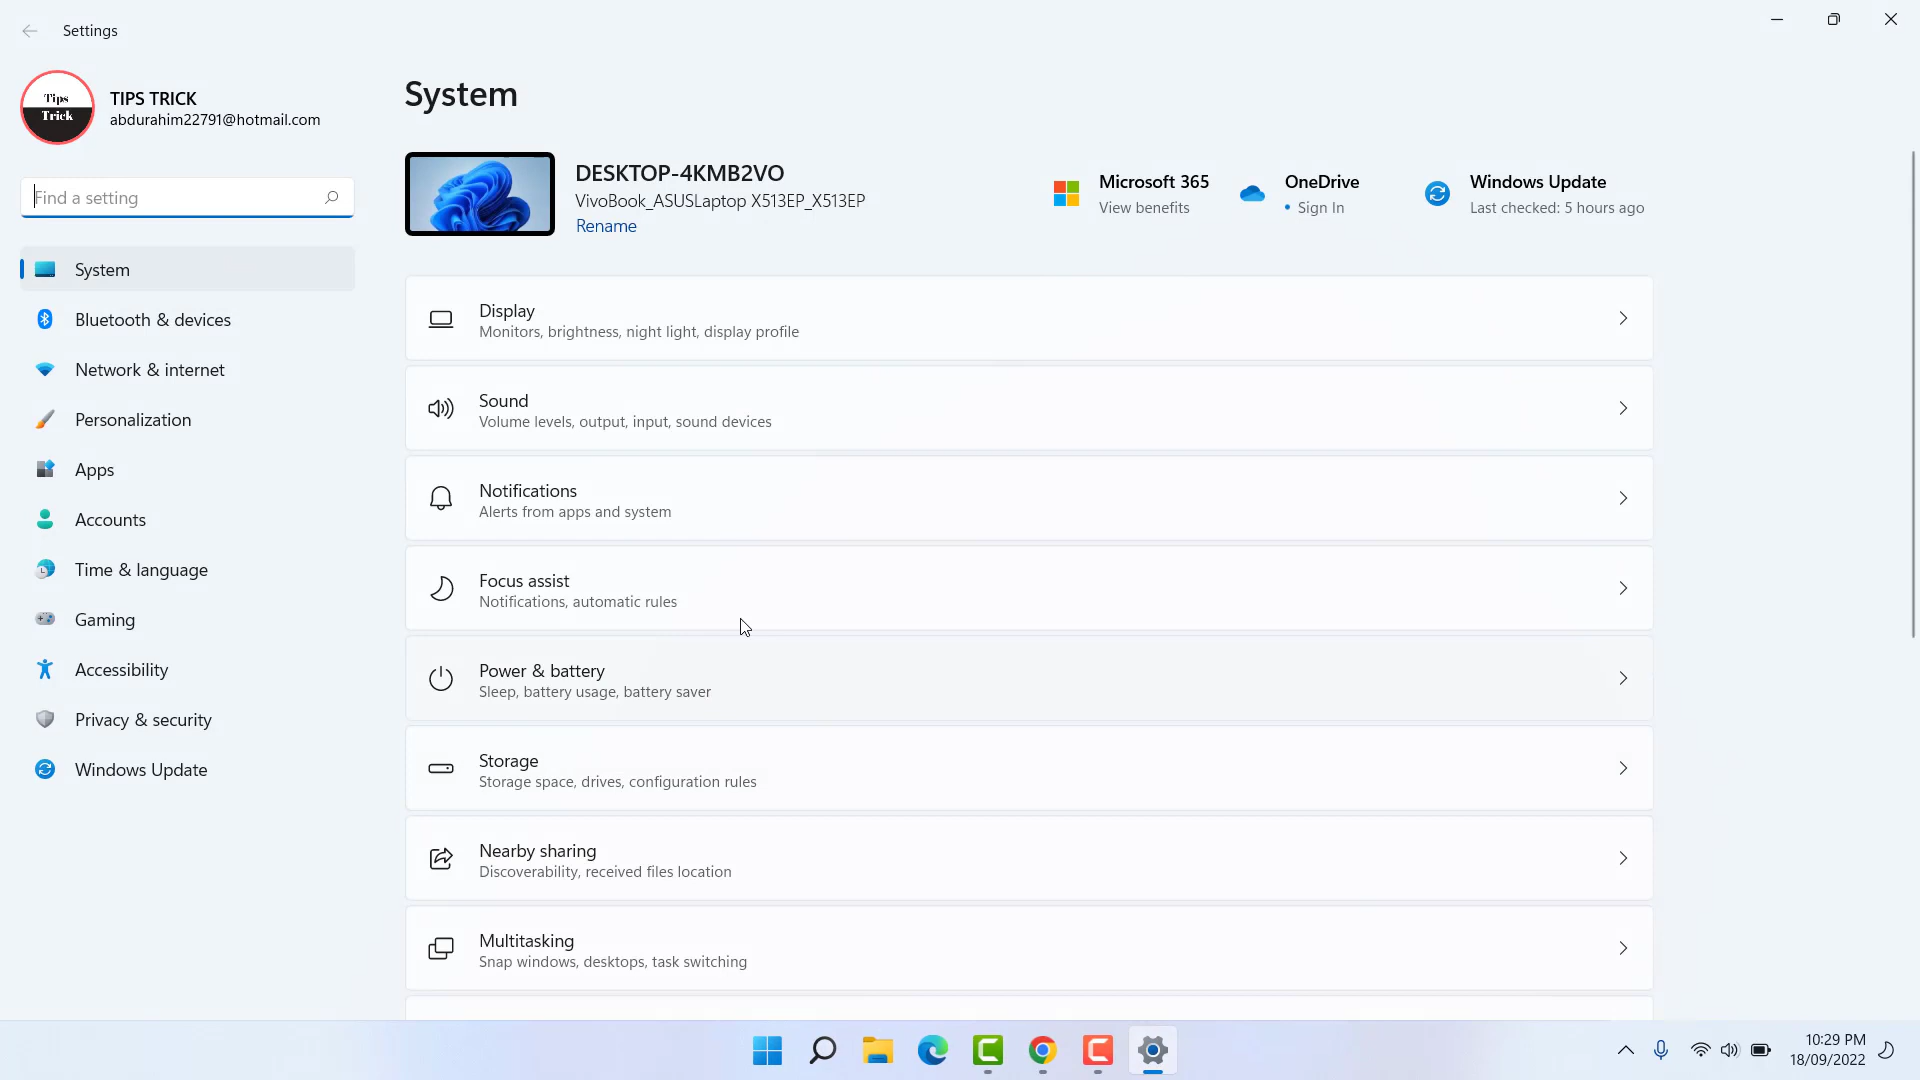 Settings
Tips
Trick
TIPS TRICK
abdurahim22791@hotmail.com
Find a setting
System
Bluetooth & devices
Network & internet
Personalization
Apps
Accounts
Time & language
Gaming
Accessibility
Privacy & security
Windows Update
System
DESKTOP-4KMB2VO
VivoBook_ASUSLaptop X513EP_X513EP
Rename
Microsoft 365
View benefits
OneDrive
• Sign In
Windows Update
Last checked: 5 hours ago
Display
Monitors, brightness, night light, display profile
Sound
Volume levels, output, input, sound devices
Notifications
Alerts from apps and system
Focus assist
Notifications, automatic rules
Power & battery
Sleep, battery usage, battery saver
Storage
Storage space, drives, configuration rules
Nearby sharing
Discoverability, received files location
Multitasking
Snap windows, desktops, task switching
10:29 PM
18/09/2022